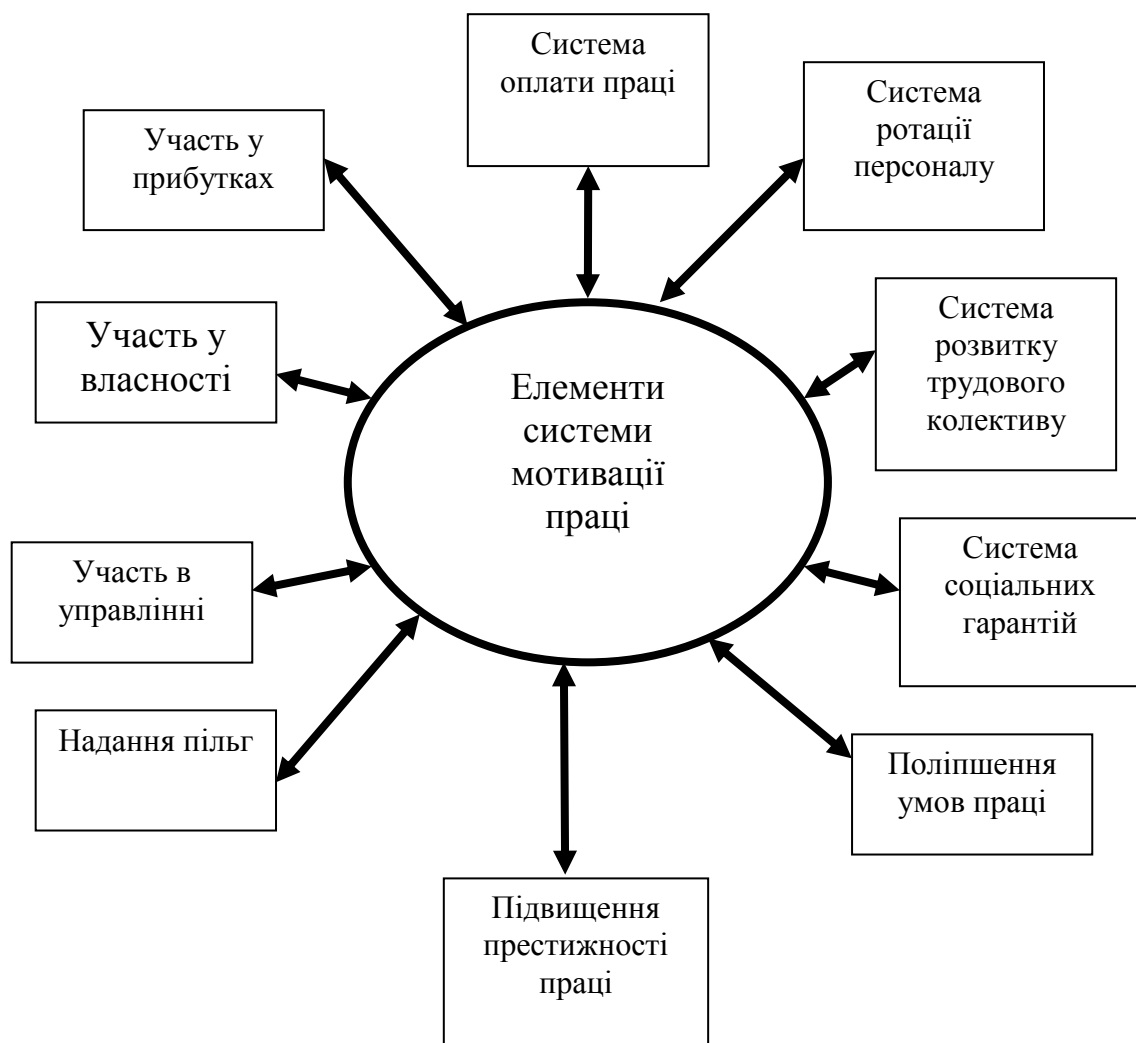 Система
оплати праці
Система
ротації
персоналу
Участь у
прибутках
Участь у
власності
Система
розвитку
трудового
колективу
Елементи
системи
мотивації
праці
Участь в
управлінні
Система
соціальних
гарантій
Надання пільг
Поліпшення
умов праці
Підвищення
престижності
праці